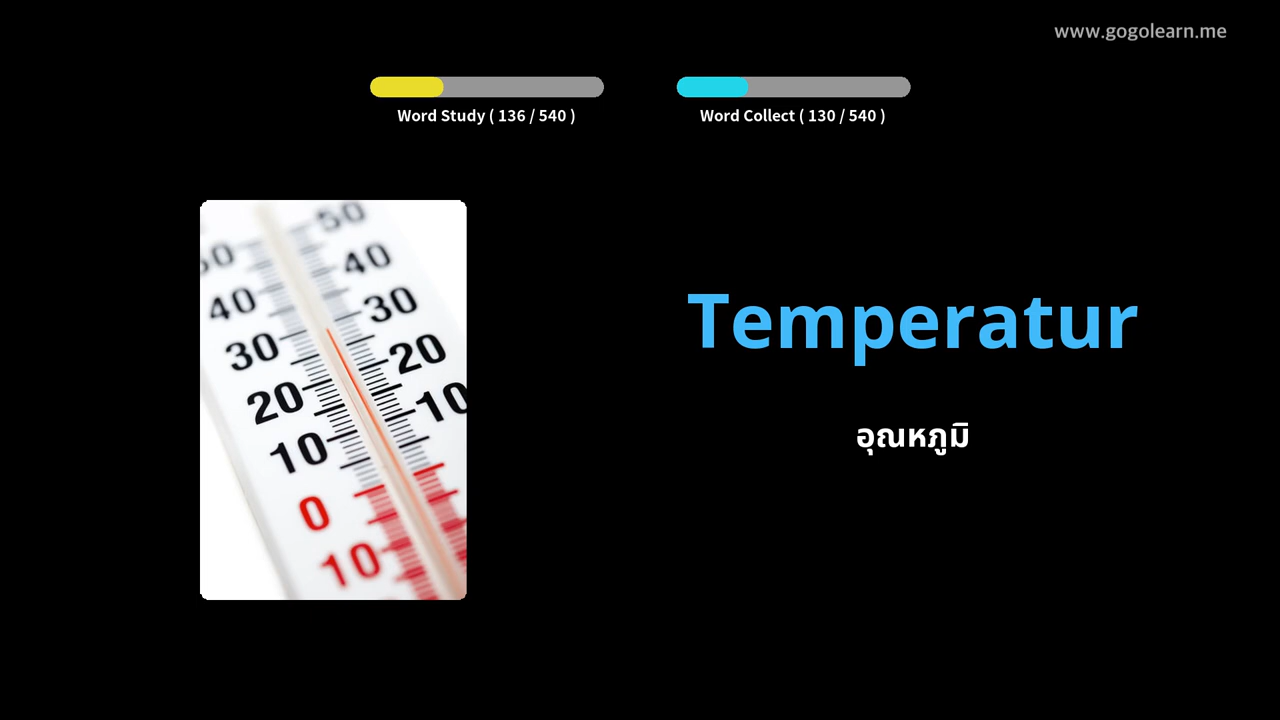 www.gogolearn.me
Word Study ( 136 / 540 )
Word Collect ( 130 / 540 )
50
50
40
40
30
30
20
20
10
10
0
10
Temperatur
อุณหภูมิ